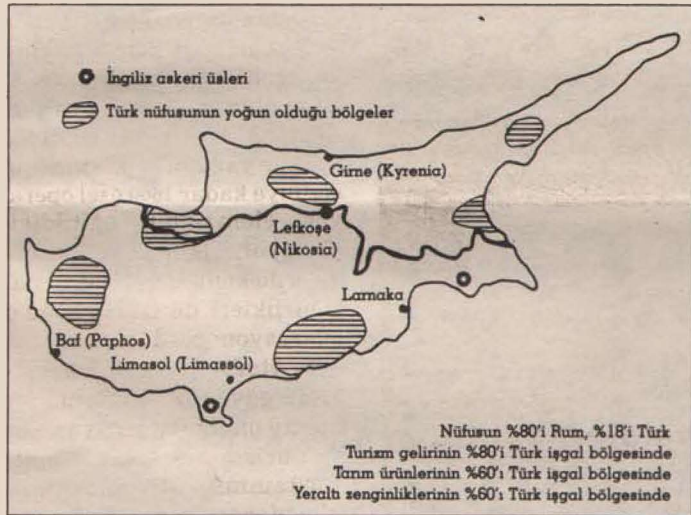 İngiliz askeri üsleri
Türk nüfusunun yoğun olduğu bölgeler
Girne (Kyrenia)
Lefkoşe
(Nikosia)
Larnaka
Baf (Paphos)
Limasol (Limassol)
Nüfusun %80'i Rum, %18'i Türk
Turizm gelirinin %80'i Türk işgal bölgesinde
Tarım ürünlerinin %60'ı Türk işgal bölgesinde
Yeraltı zenginliklerinin %60'ı Türk işgal bölgesinde